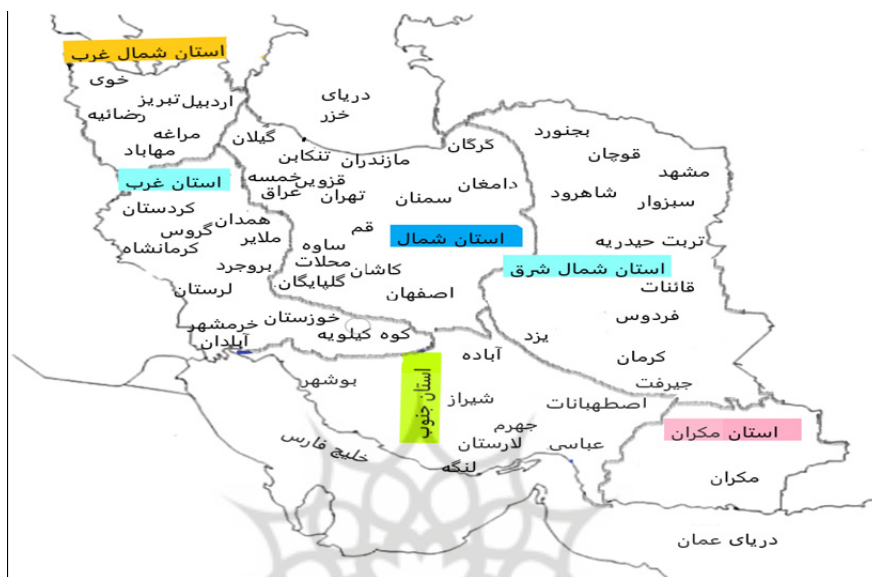 استان شمال غرب
خوی
اردبیل
تبریز
رضائیه
مراغه
مهاباد
دریای
خزر
گیلان
تنکابن
مازندران
گرگان
بجنورد
قوچان
مشهد
شاهرود
سبزوار
استان غرب
خمسه
قزوین
عراق
تهران
سمنان
دامغان
کردستان
همدان
گروس
ملایر
کرمانشاه
قم
ساوه
استان شمال
محلات
کاشان
تربت حیدریه
استان شمال شرق
بروجرد
گلپایگان
لرستان
اصفهان
قائنات
فردوس
خوزستان
خرمشهر
کوه کیلویه
آبادان
یزد
آباده
کرمان
جیرفت
بوشهر
استان جنوب
شیراز
اصطهبانات
جهرم
لارستان
عباسی
لنگه
خلیج فارس
استان مکران
مکران
دریای عمان